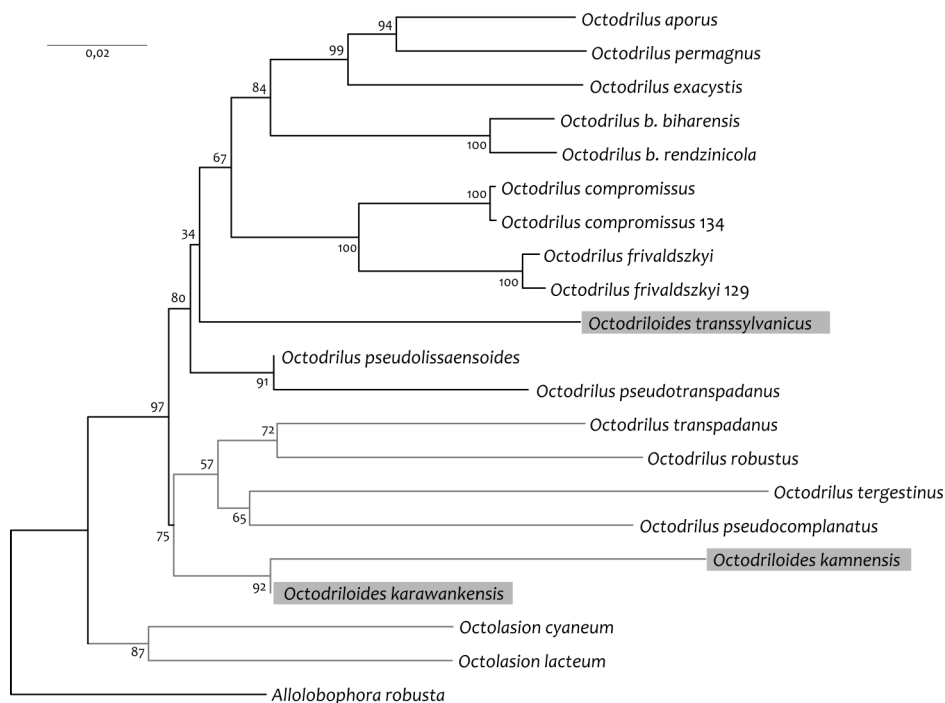 Octodrilus aporus
94
0,02
99
Octodrilus permagnus
84
Octodrilus exacystis
Octodrilus b. biharensis
100
Octodrilus b. rendzinicola
67
100
Octodrilus compromissus
Octodrilus compromissus 134
34
100
Octodrilus frivaldszkyi
100
Octodrilus frivaldszkyi 129
80
Octodriloides transsylvanicus
Octodrilus pseudolissaensoides
91
Octodrilus pseudotranspadanus
97
72
Octodrilus transpadanus
57
Octodrilus robustus
Octodrilus tergestinus
65
Octodrilus pseudocomplanatus
75
Octodriloides kamnensis
92
Octodriloides karawankensis
Octolasion cyaneum
87
Octolasion lacteum
Allolobophora robusta